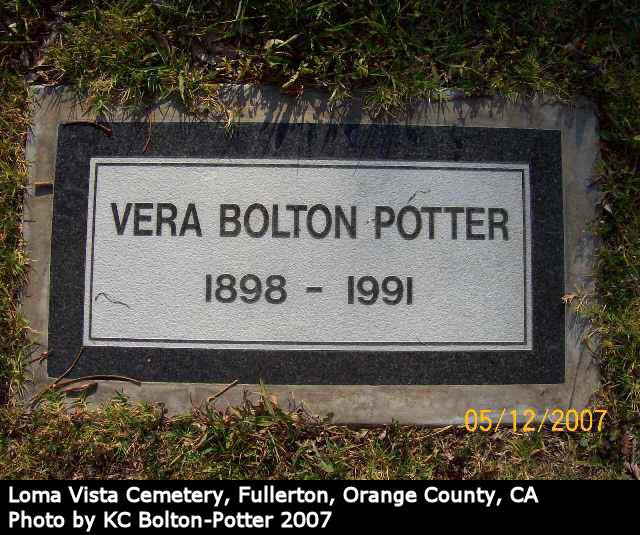 VERA BOLTON POTTER
1898 - 1991
05/12/2007
Loma Vista Cemetery, Fullerton, Orange County, CA
Photo by KC Bolton-Potter 2007